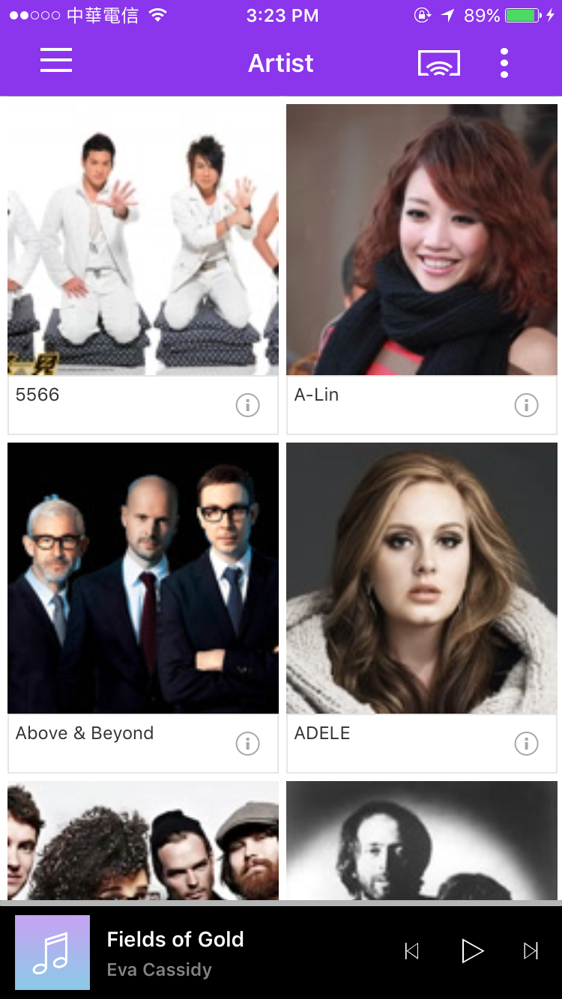 中華電信
3:23 PM
89%
Artist
5566
A-Lin
Above & Beyond
ADELE
Fields of Gold
Eva Cassidy